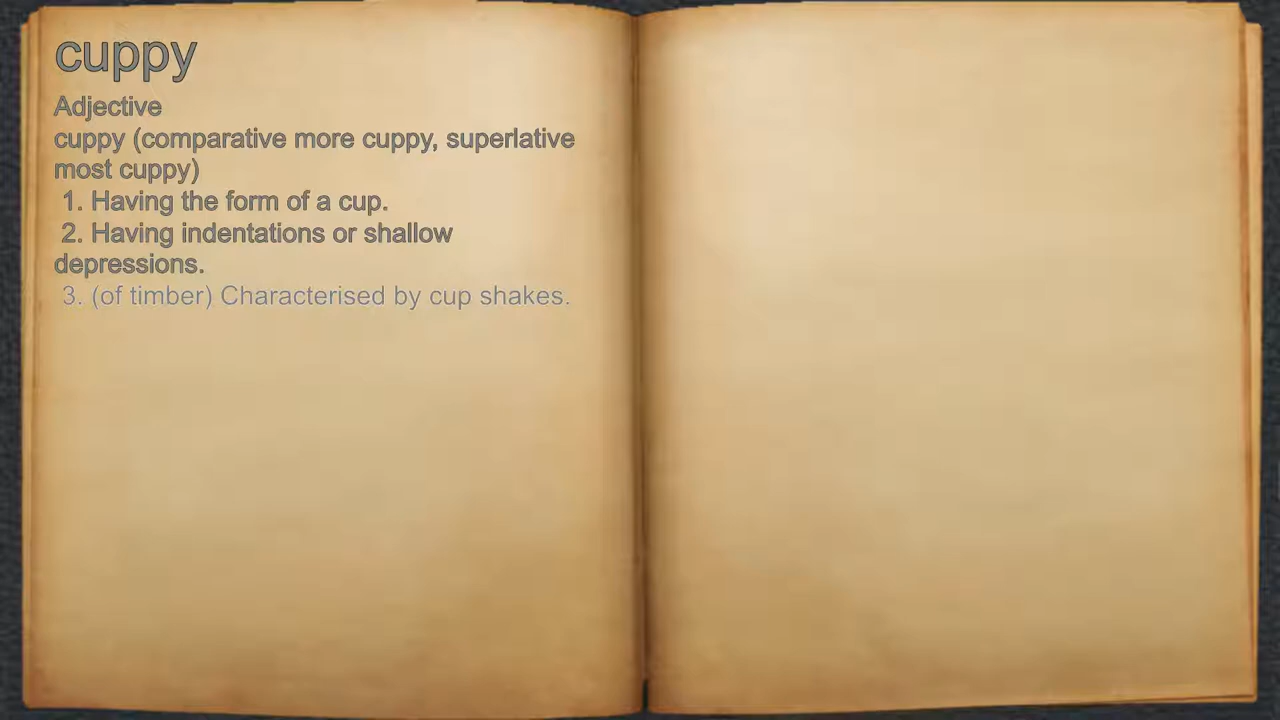 cuppy
Adjective
cuppy (comparative more cuppy, superlative
most cuppy)
1. Having the form of a cup.
2. Having indentations or shallow
depressions.
3. (of timber) Characterised by cup shakes.